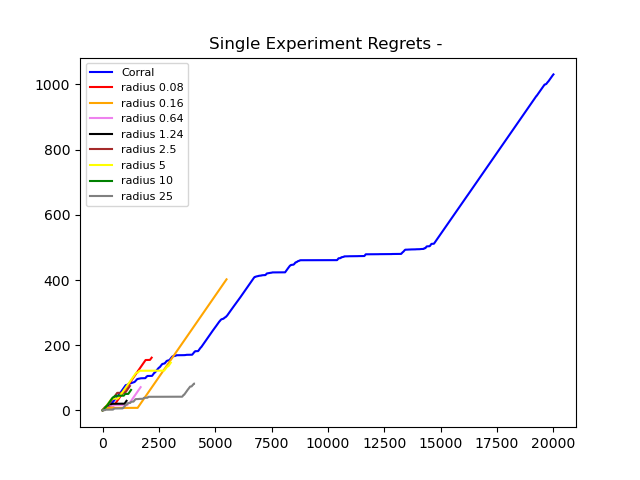 Single Experiment Regrets -
Corral
radius 0.08
radius 0.16
radius 0.64
radius 1.24
radius 2.5
radius 5
radius 10
radius 25
1000
800
600
400
200
0
0 2500 5000 7500 10000 12500 15000 17500 20000